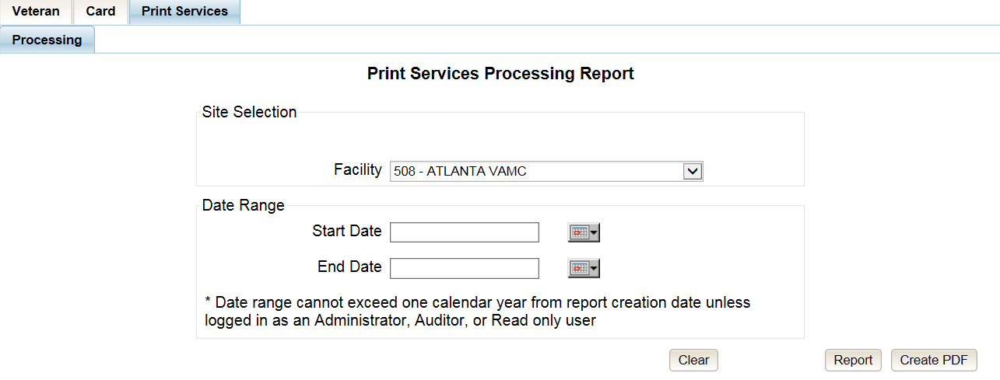 Veteran Card Print Services
Processing
Print Services Processing Report
Site Selection
Facility 508 - ATLANTA VAMC
Date Range
Start Date
End Date
* Date range cannot exceed one calendar year from report creation date unless
logged in as an Administrator, Auditor, or Read only user
Clear Report Create PDF